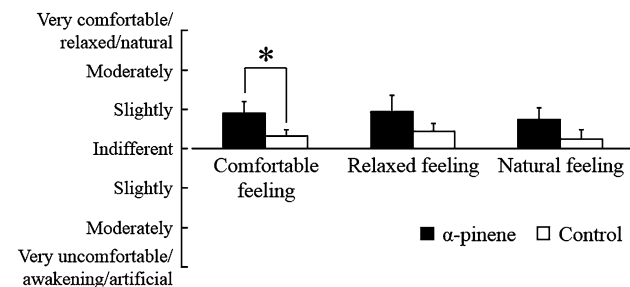 Very comfortable/
relaxed/natural
Moderately
Slightly
Indifferent
Slightly
Moderately
Very uncomfortable/
awakening/artificial
*
Comfortable
feeling
Relaxed feeling
Natural feeling
α-pinene
Control